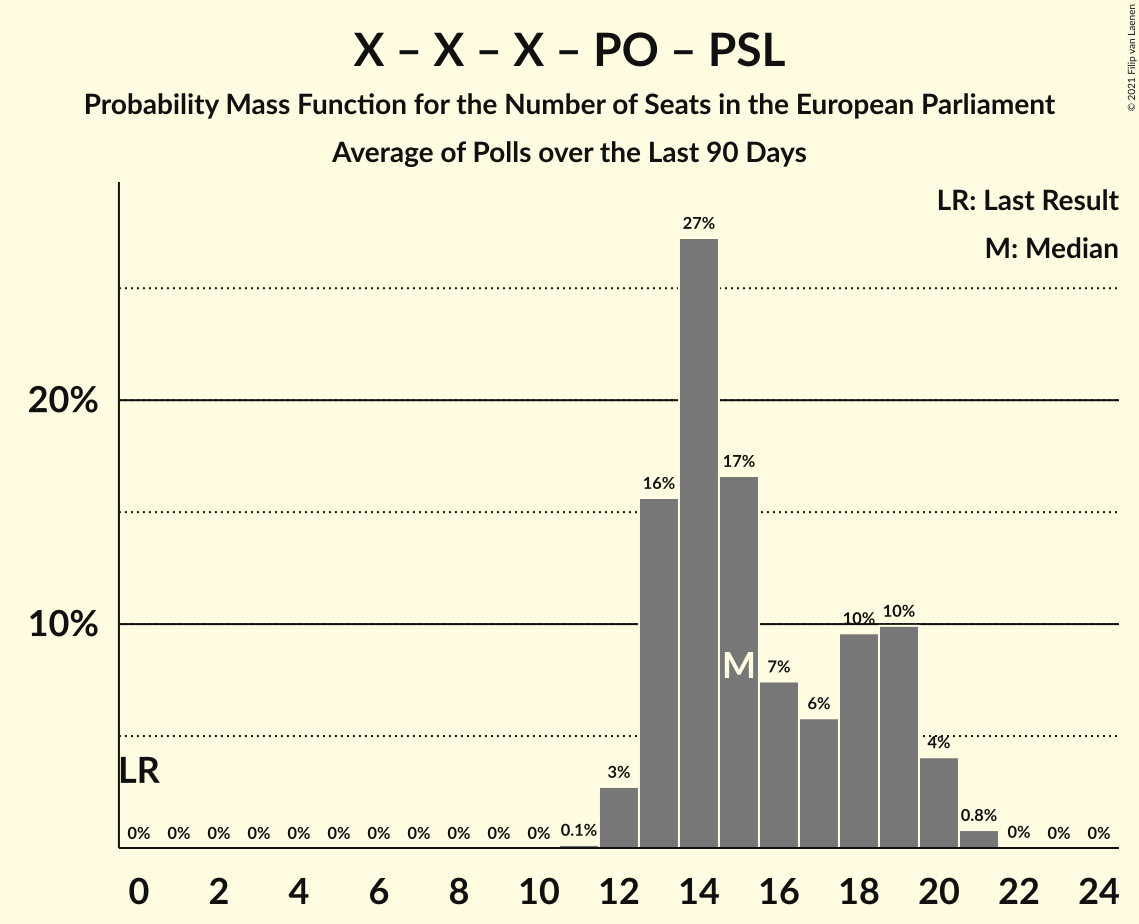 X – X – X – PO – PSL
Probability Mass Function for the Number of Seats in the European Parliament
Average of Polls over the Last 90 Days
© 2021 Filip van Laenen
LR: Last Result
M: Median
27%
20%
17%
16%
10%
10%
10%
M
7%
6%
4%
LR
3%
0.8%
0% 0% 0% 0% 0% 0% 0% 0% 0% 0% 0% 0.1% 0% 0% 0%
0 2 4 6 8 10 12 14 16 18 20 22 24